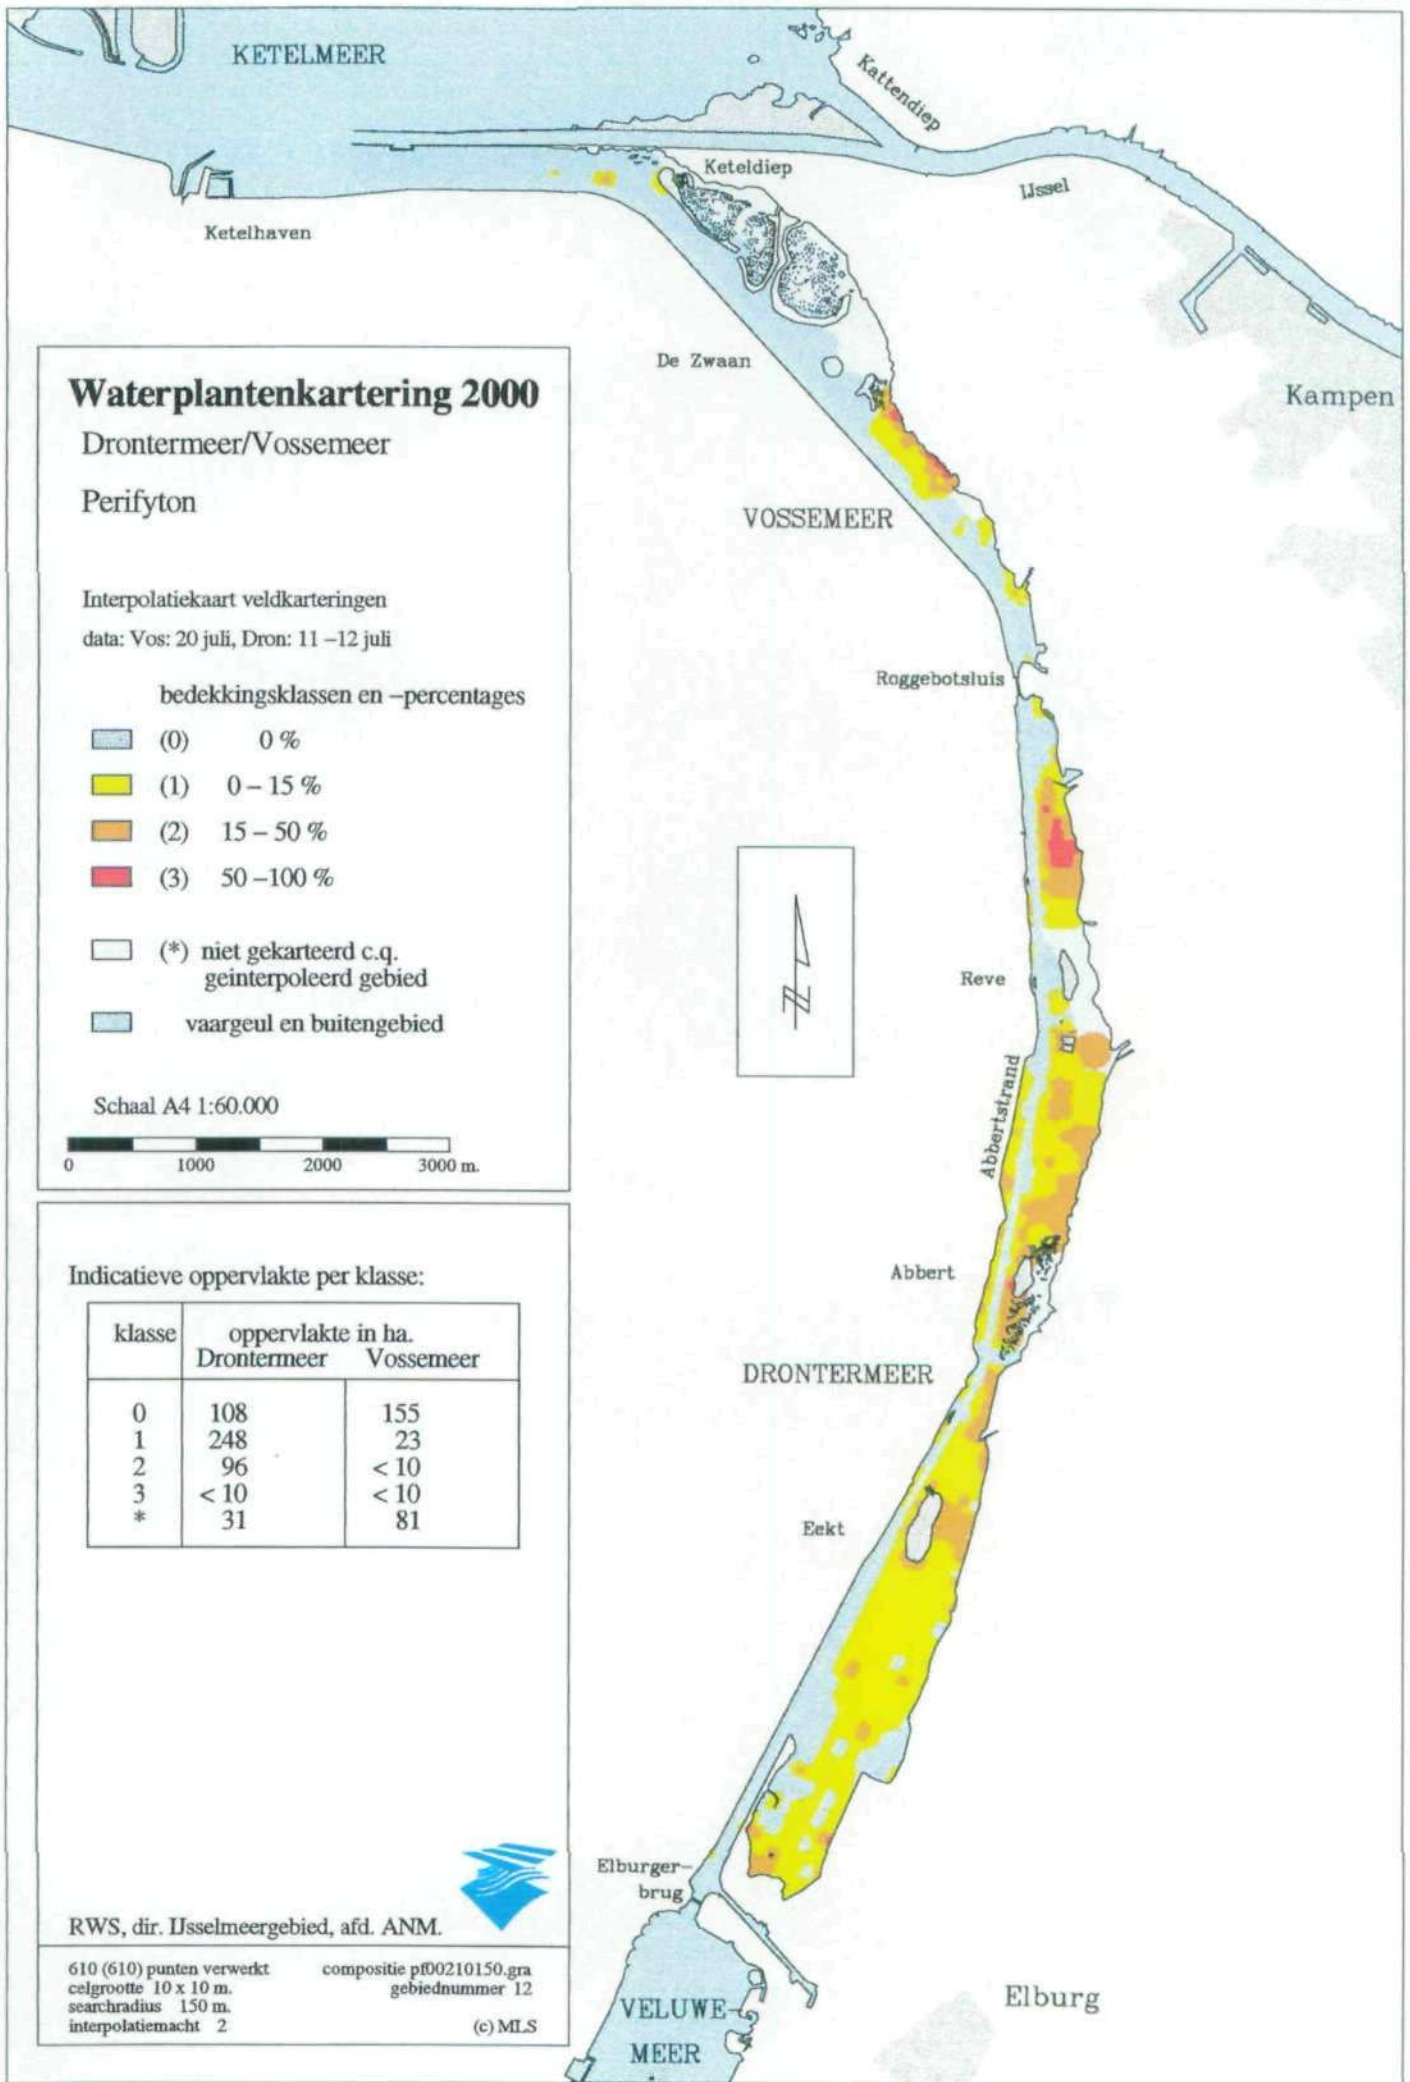 KETELMEER
Kattendiep
Keteldiep
IJssel
Ketelhaven
De Zwaan
Kampen
Waterplantenkartering 2000
Drontermeer/Vossemeer
Perifyton
VOSSEMEER
Interpolatiekaart veldkarteringen
data: Vos: 20 juli, Dron: 11 –12 juli
Roggebotsluis
bedekkingsklassen en –percentages
(0) 0 %
(1) 0 – 15 %
(2) 15 – 50 %
(3) 50 –100 %
(*) niet gekarteerd c.q.
geinterpoleerd gebied
vaargeul en buitengebied
Reve
Abbertstrand
Schaal A4 1:60.000
0 1000 2000 3000 m.
Abbert
DRONTERMEER
Indicatieve oppervlakte per klasse:
klasse oppervlakte in ha.
Drontermeer Vossemeer
0 108 155
1 248 23
2 96 < 10
3 < 10 < 10
* 31 81
Eekt
Elburger-
brug
RWS, dir. IJsselmeergebied, afd. ANM.
610 (610) punten verwerkt compositie pf00210150.gra
celgrootte 10 x 10 m. gebiednummer 12
searchradius 150 m.
interpolatiemacht 2 (c) MLS
Elburg
VELUWE-
MEER